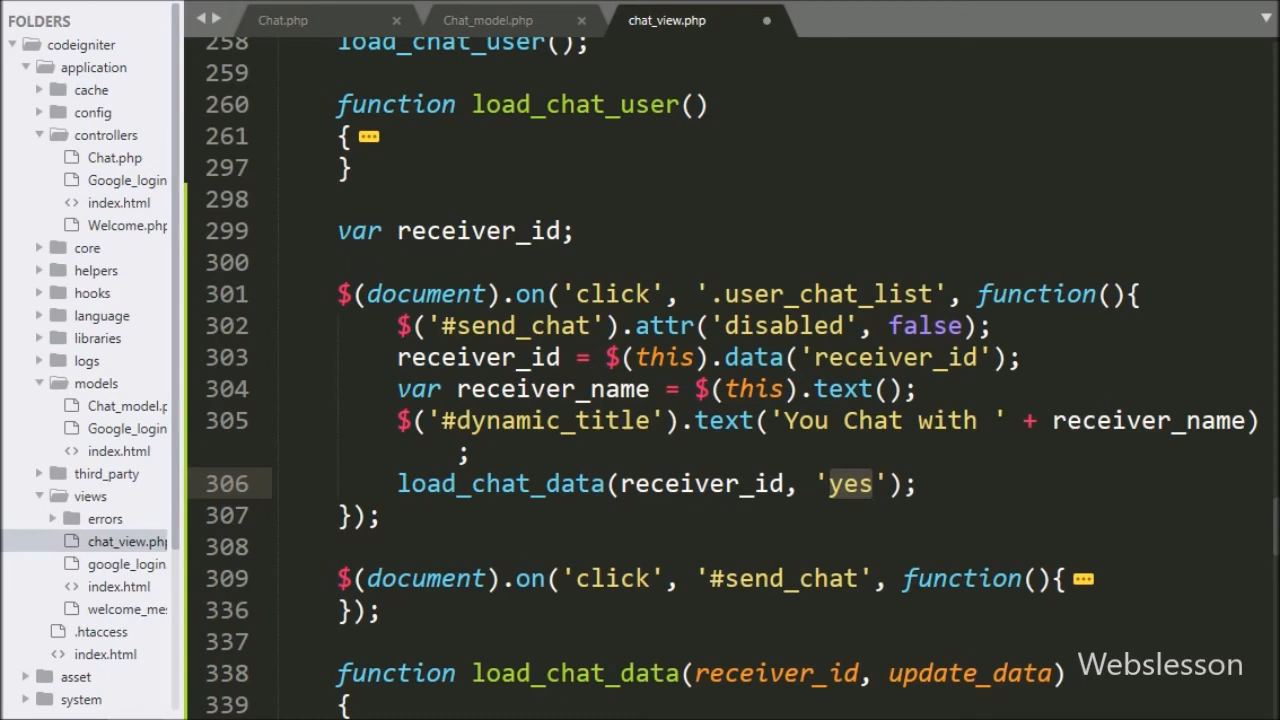 FOLDERS
codeigniter
application
cache
config
controllers
Chat.php
Google_login
index.html
Welcome.php
core
helpers
hooks
language
libraries
logs
models
Chat_model.p
Google_login
index.html
third_party
views
errors
chat_view.php
google_login.
index.html
welcome_mes
.htaccess
index.html
asset
system
Chat.php × Chat_model.php × chat_view.php
258 load_chat_user();
259
260 function load_chat_user()
261 {
297 }
298
299 var receiver_id;
300
301 $(document).on('click', '.user_chat_list', function(){
302 $('#send_chat').attr('disabled', false);
303 receiver_id = $(this).data('receiver_id');
304 var receiver_name = $(this).text();
305 $('#dynamic_title').text('You Chat with ' + receiver_name)
;
306 load_chat_data(receiver_id, 'yes');
307 });
308
309 $(document).on('click', '#send_chat', function(){
336 });
337
338 function load_chat_data(receiver_id, update_data)
339 {
Webslesson